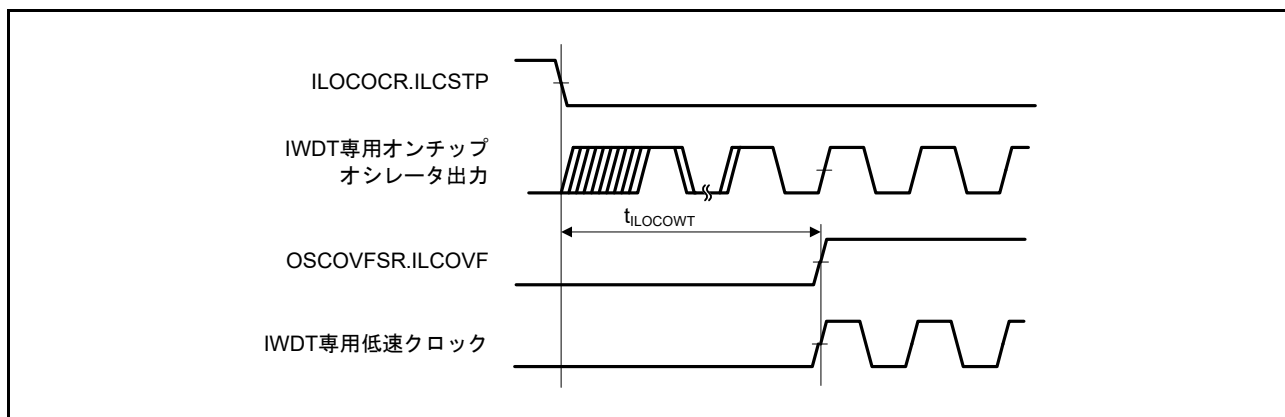 ILOCOCR.ILCSTP
IWDT専用オンチップ
オシレータ出力
tILOCOWT
OSCOVFSR.ILCOVF
IWDT専用低速クロック